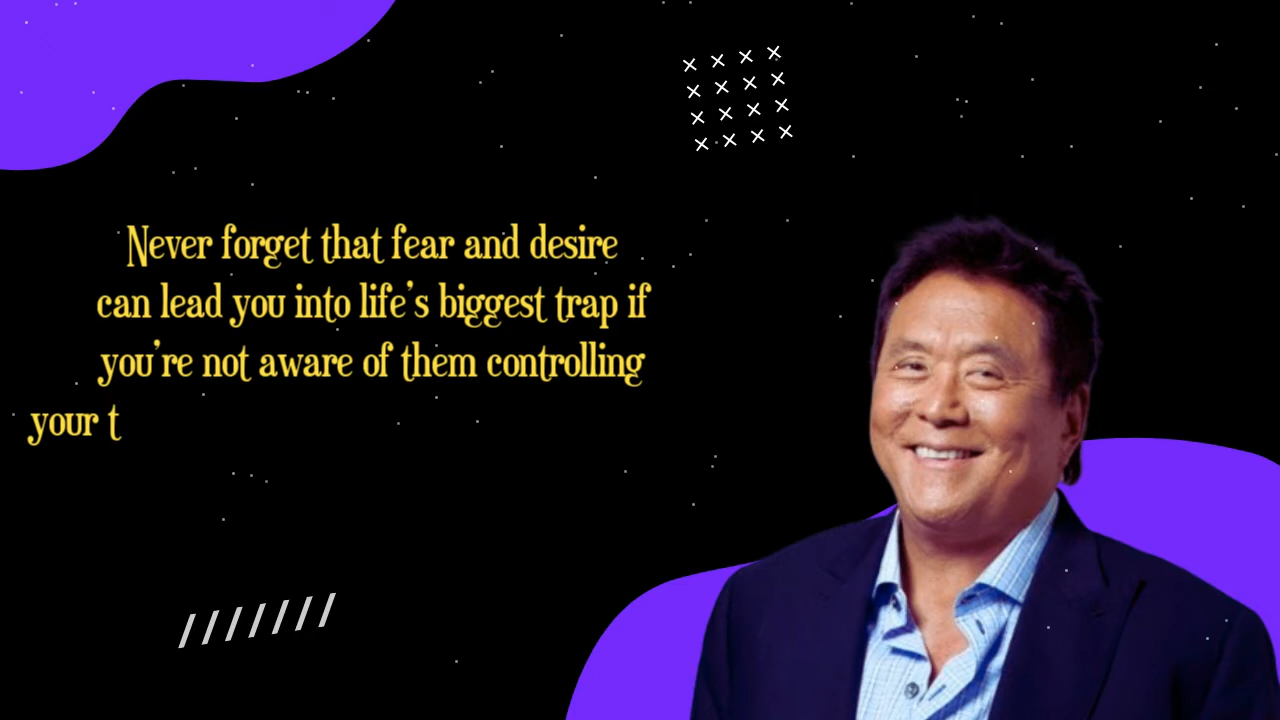 Never forget that fear and desire
can lead you into life's biggest trap if
you're not aware of them controlling
your t